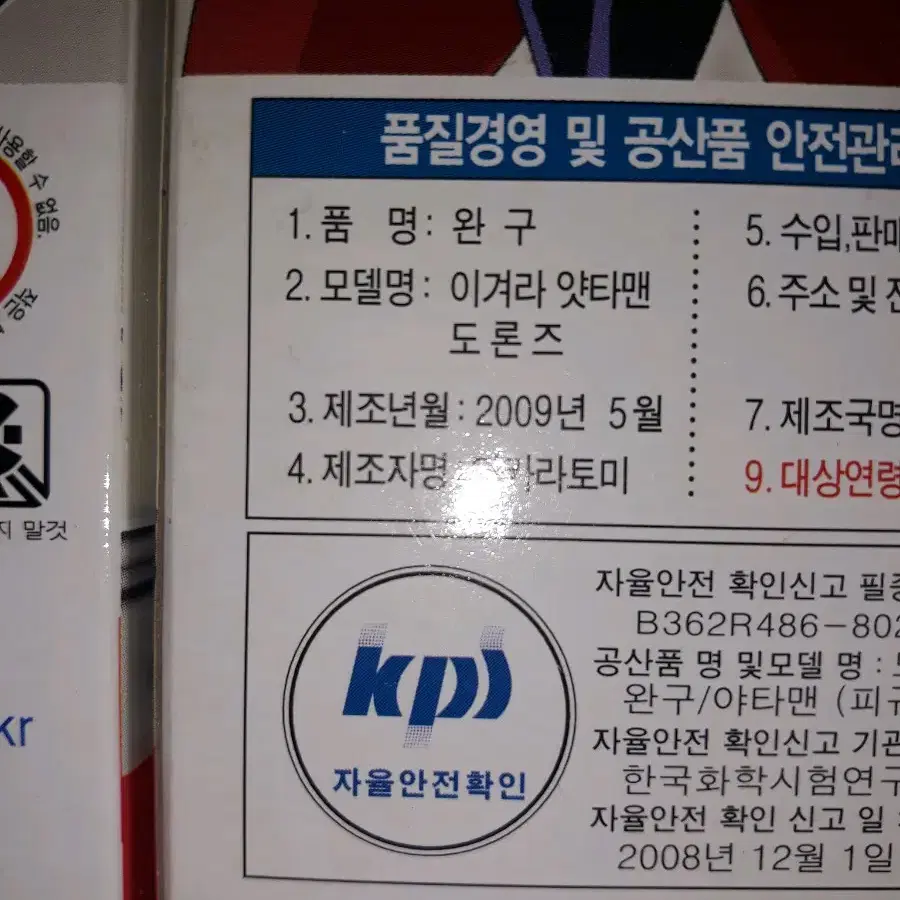 사용할 수 없음.
작은
지 말것
kr
품질경영 및 공산품 안전관리
1. 품 명: 완 구
2. 모델명: 이겨라 얏타맨
도 론 즈
3. 제조년월: 2009년 5월
4. 제조자명 카라토미
5. 수입,판매
6. 주소 및 전
7. 제조국명
9. 대상연령
kps
자율안전확인
자율안전 확인신고 필증
B362R486-802
공산품 명 및모델 명 :
완구/야타맨 (피규
자율안전 확인신고 기관
한국화학시험연구
자율안전 확인 신고 일
2008년 12월 1일